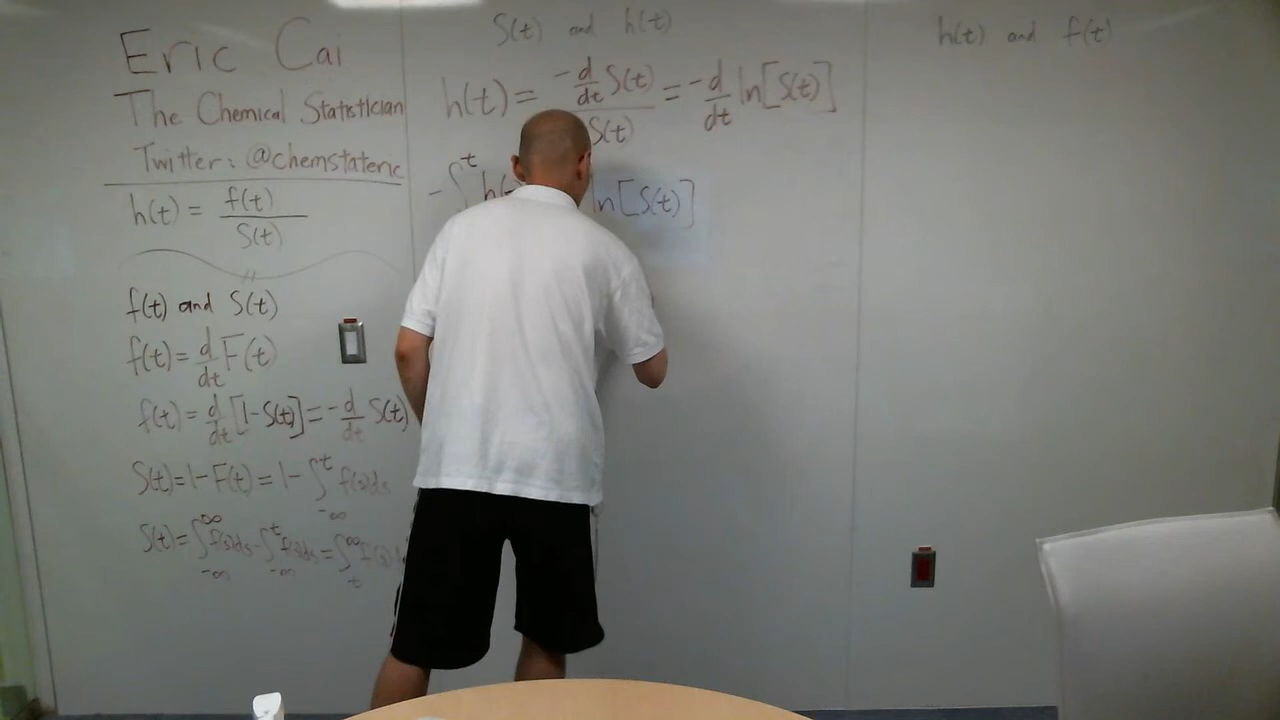 Eric Cai
The Chemical Statistician
Twitter: @chemstateric
h(t) = f(t) / S(t)
f(t) and S(t)
f(t) = d/dt F(t)
f(t) = d/dt [1-S(t)] = - d/dt S(t)
S(t) = 1 - F(t) = 1 - ∫_{-∞}^{t} f(s)ds
S(t) = ∫_{-∞}^{∞} f(s)ds - ∫_{-∞}^{t} f(s)ds = ∫_{t}^{∞} f(s)
S(t) and h(t)
h(t) = -d/dt S(t) / S(t) = -d/dt ln[S(t)]
-∫^{t} h( ln[S(t)]
h(t) and f(t)